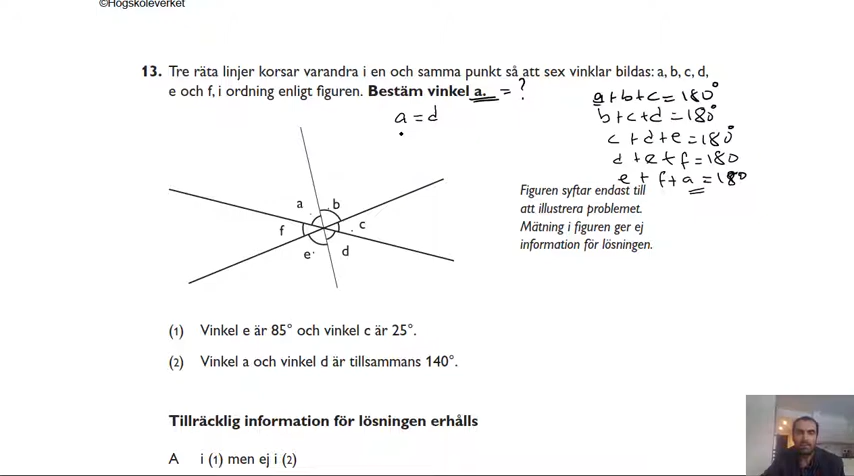 ©Högskoleverket
13. Tre räta linjer korsar varandra i en och samma punkt så att sex vinklar bildas: a, b, c, d,
e och f, i ordning enligt figuren. Bestäm vinkel a. = ?
a = d
a + b + c = 180°
b + c + d = 180°
c + d + e = 180°
d + e + f = 180
e + f + a = 180
Figuren syftar endast till
att illustrera problemet.
Mätning i figuren ger ej
information för lösningen.
a
b
f
c
e
d
(1) Vinkel e är 85° och vinkel c är 25°.
(2) Vinkel a och vinkel d är tillsammans 140°.
Tillräcklig information för lösningen erhålls
A i (1) men ej i (2)